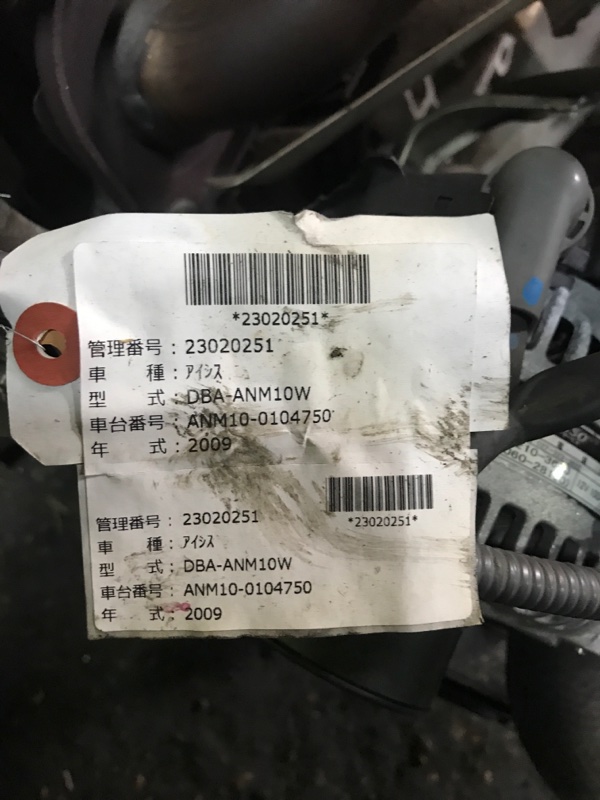 *23020251*
管理番号：23020251
車　　種：ｱｲｼｽ
型　　式：DBA-ANM10W
車台番号：ANM10-0104750
年　　式：2009
*23020251*
管理番号：23020251
車　　種：ｱｲｼｽ
型　　式：DBA-ANM10W
車台番号：ANM10-0104750
年　　式：2009